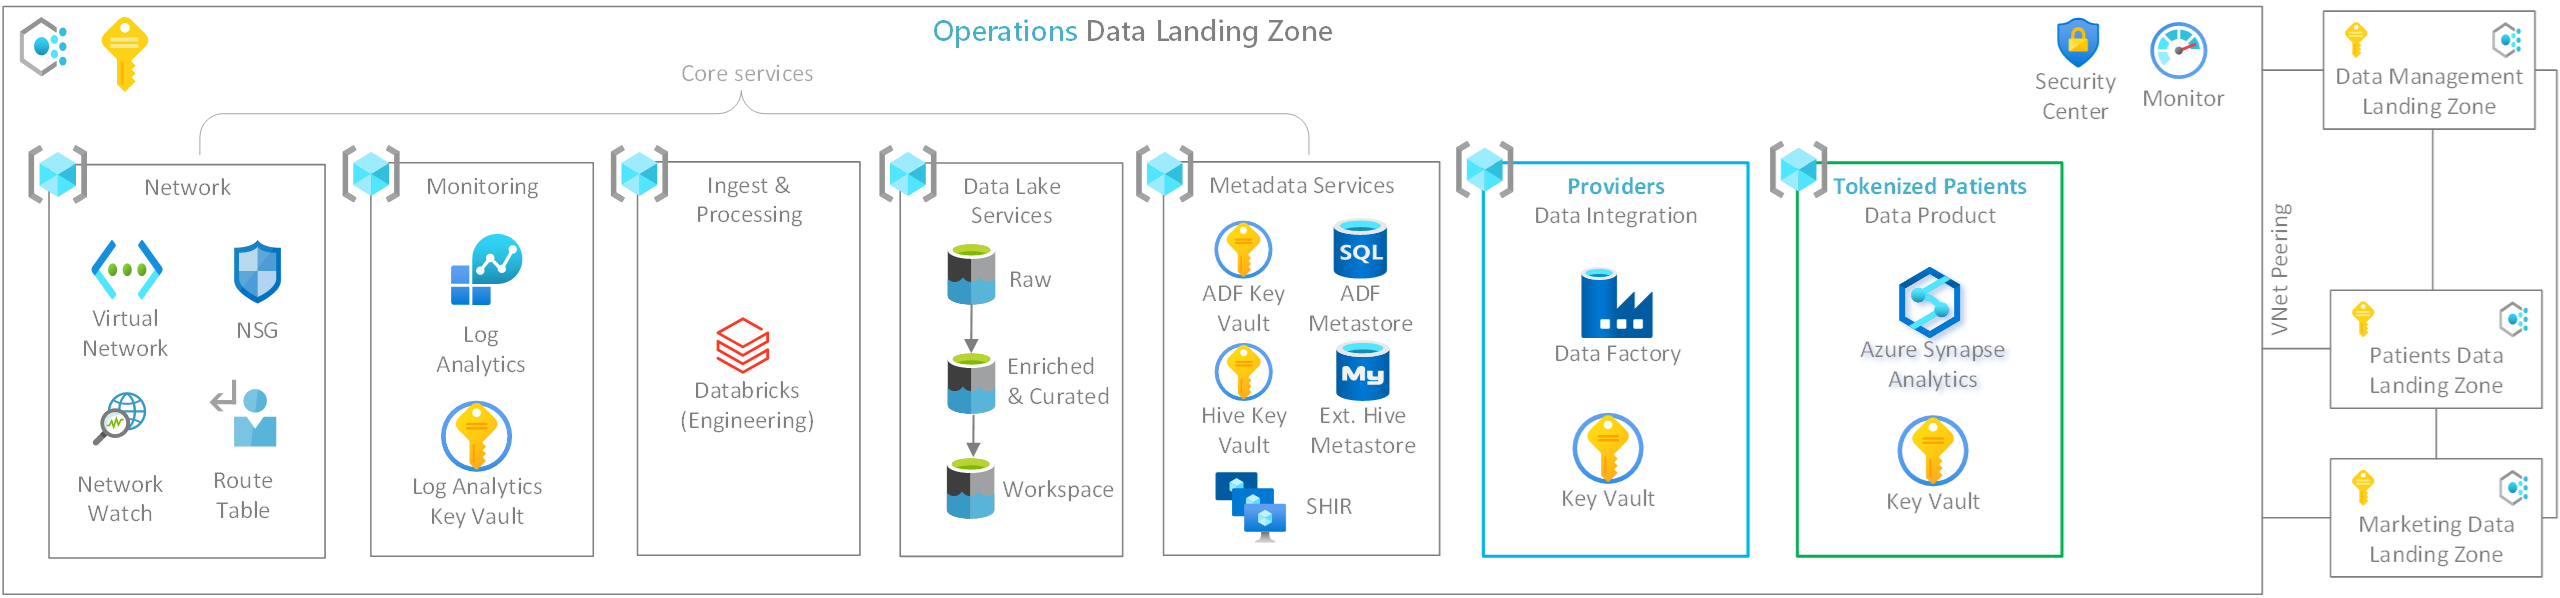 Operations Data Landing Zone
Core services
Security
Center
Monitor
Network
Virtual
Network
NSG
Network
Watch
Route
Table
Monitoring
Log
Analytics
Log Analytics
Key Vault
Ingest &
Processing
Databricks
(Engineering)
Data Lake
Services
Raw
Enriched
& Curated
Workspace
Metadata Services
ADF Key
Vault
SQL
ADF
Metastore
Hive Key
Vault
My
Ext. Hive
Metastore
SHIR
Providers
Data Integration
Data Factory
Key Vault
Tokenized Patients
Data Product
Azure Synapse
Analytics
Key Vault
VNet Peering
Data Management
Landing Zone
Patients Data
Landing Zone
Marketing Data
Landing Zone